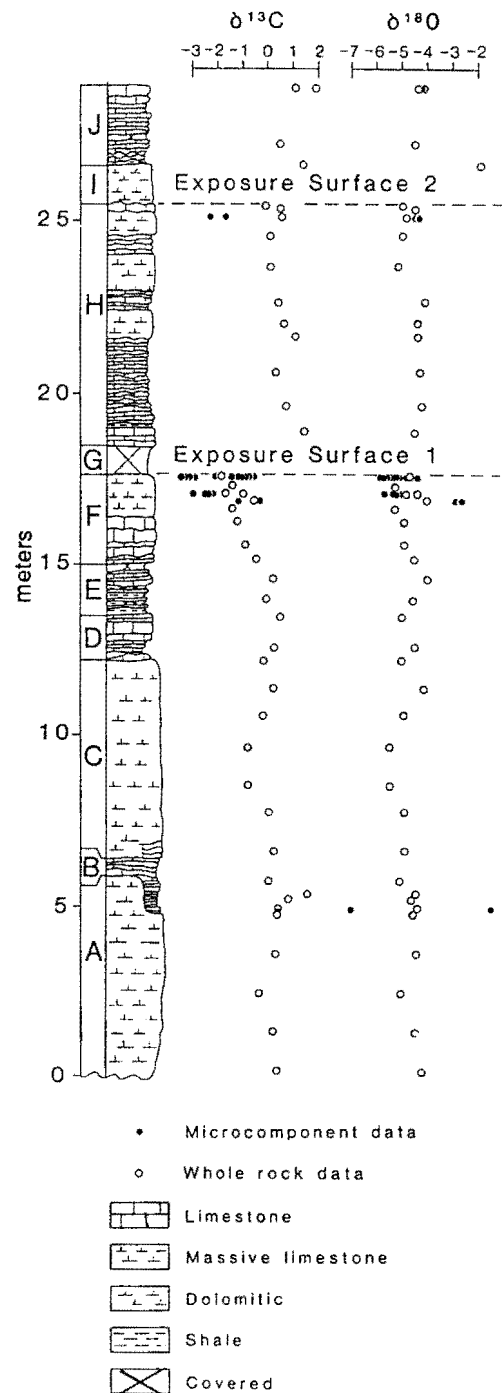 δ13C δ18O
-3 -2 -1 0 1 2 -7 -6 -5 -4 -3 -2
J
I
Exposure Surface 2
25
H
20
G
Exposure Surface 1
F
15
E
D
meters
10
C
B
5
A
0
• Microcomponent data
○ Whole rock data
Limestone
Massive limestone
Dolomitic
Shale
Covered